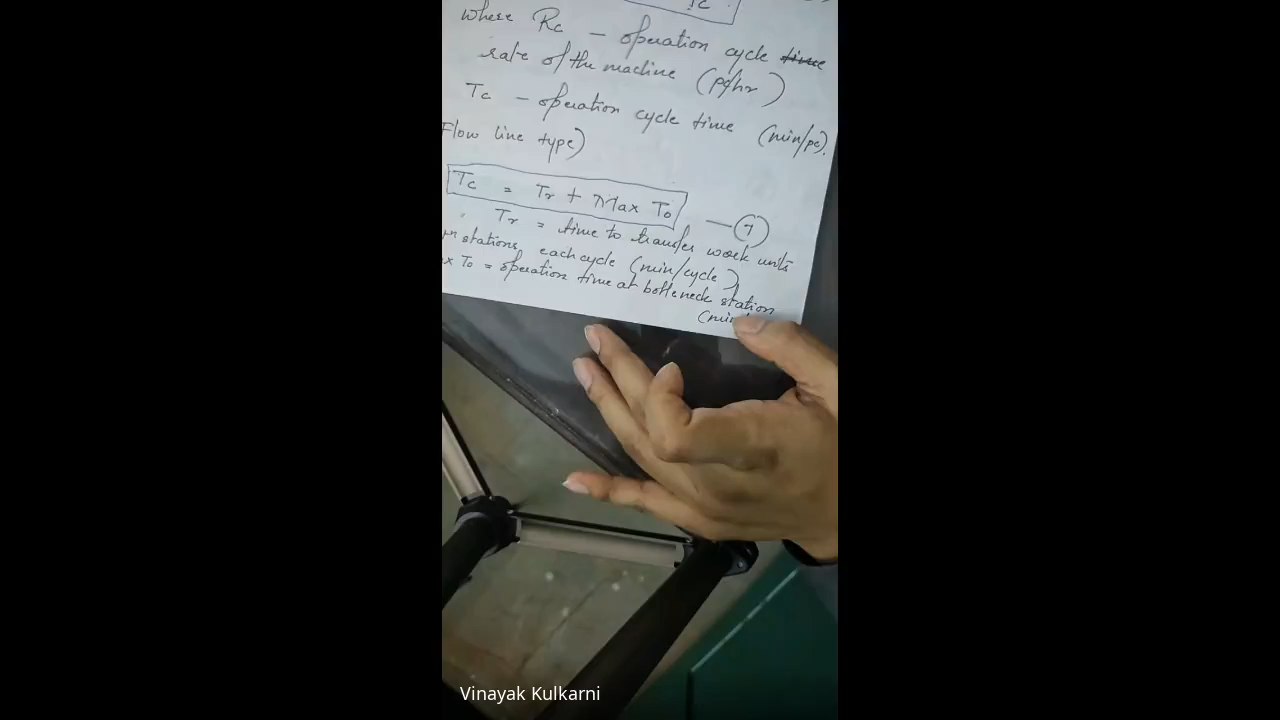 where Rc – operation cycle time
rate of the machine (pc/hr)
Tc – operation cycle time (min/pc).
Flow line type)
Tc = Tr + Max To — 7
Tr = time to transfer work units
stations each cycle (min/cycle)
x To = operation time at bottleneck station
(min
Vinayak Kulkarni